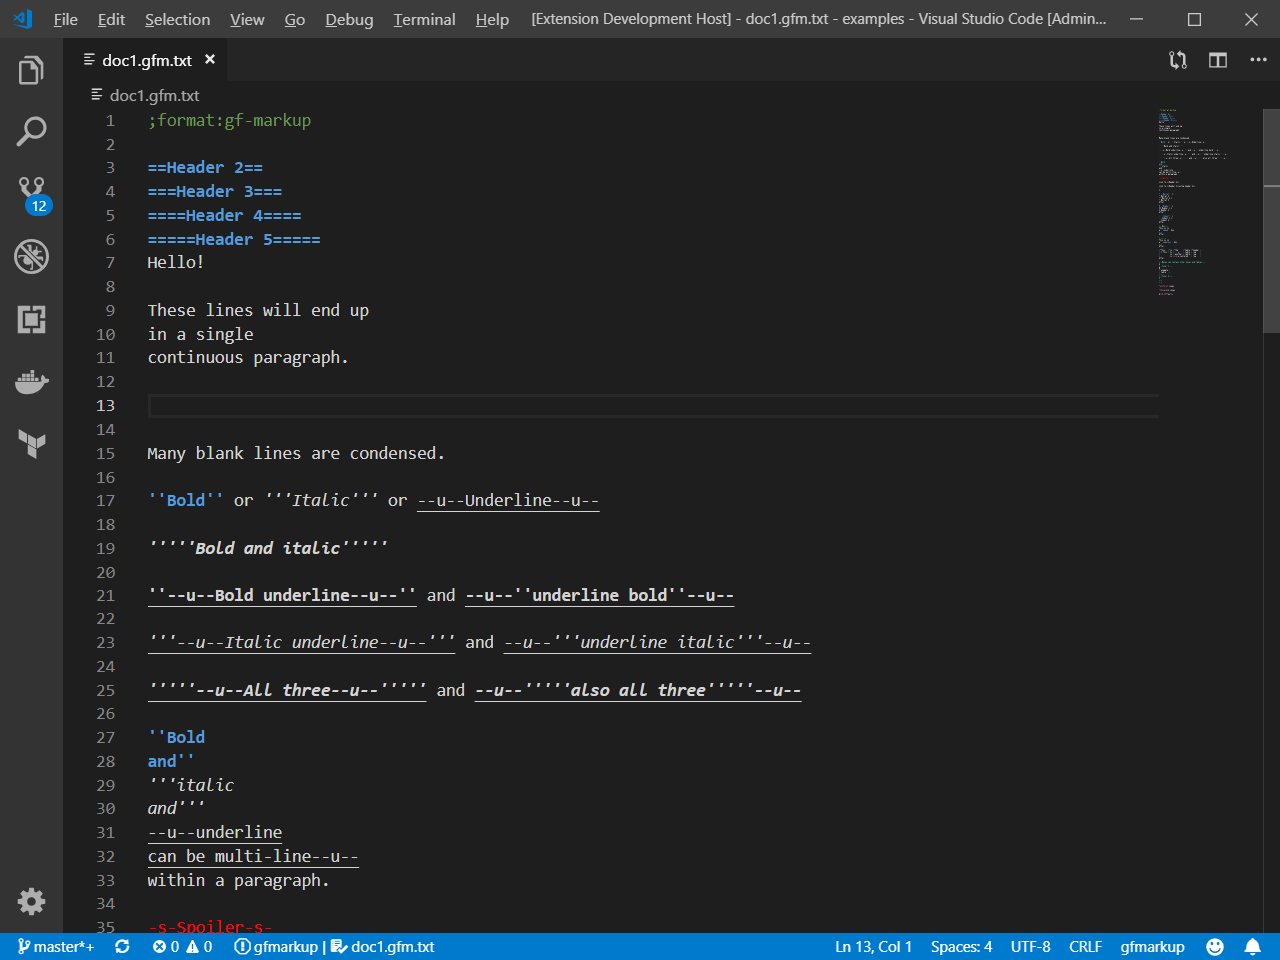 File Edit Selection View Go Debug Terminal Help [Extension Development Host] - doc1.gfm.txt - examples - Visual Studio Code [Admin...
doc1.gfm.txt
doc1.gfm.txt
12
1 ;format:gf-markup
2
3 ==Header 2==
4 ===Header 3===
5 ====Header 4====
6 =====Header 5=====
7 Hello!
8
9 These lines will end up
10 in a single
11 continuous paragraph.
12
13
14
15 Many blank lines are condensed.
16
17 ''Bold'' or '''Italic''' or --u--Underline--u--
18
19 '''''Bold and italic'''''
20
21 ''--u--Bold underline--u--'' and --u--''underline bold''--u--
22
23 '''--u--Italic underline--u--''' and --u--'''underline italic'''--u--
24
25 '''''--u--All three--u--''''' and --u--'''''also all three'''''--u--
26
27 ''Bold
28 and''
29 '''italic
30 and'''
31 --u--underline
32 can be multi-line--u--
33 within a paragraph.
34
35 -s-Spoiler-s-
master*+ 0 0 gfmarkup | doc1.gfm.txt Ln 13, Col 1 Spaces: 4 UTF-8 CRLF gfmarkup